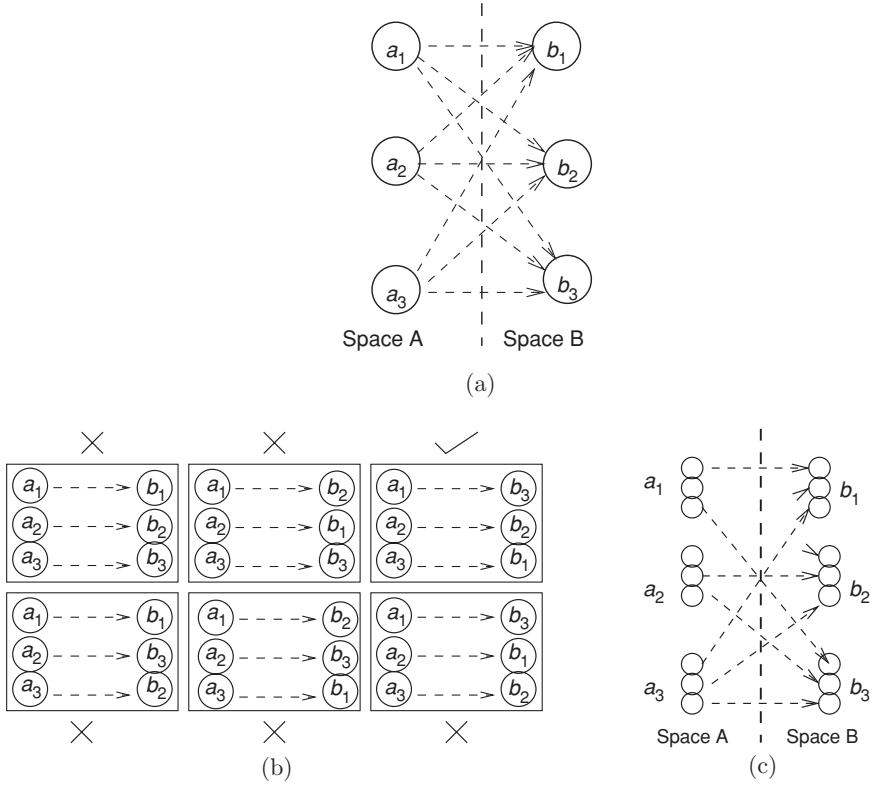 a1 b1
a2 b2
a3 b3
Space A Space B
(a)
a1 b1 a1 b2 a1 b3
a2 b2 a2 b1 a2 b2
a3 b3 a3 b3 a3 b1
a1 b1 a1 b2 a1 b3
a2 b3 a2 b3 a2 b1
a3 b2 a3 b1 a3 b2
(b)
a1 b1
a2 b2
a3 b3
Space A Space B
(c)